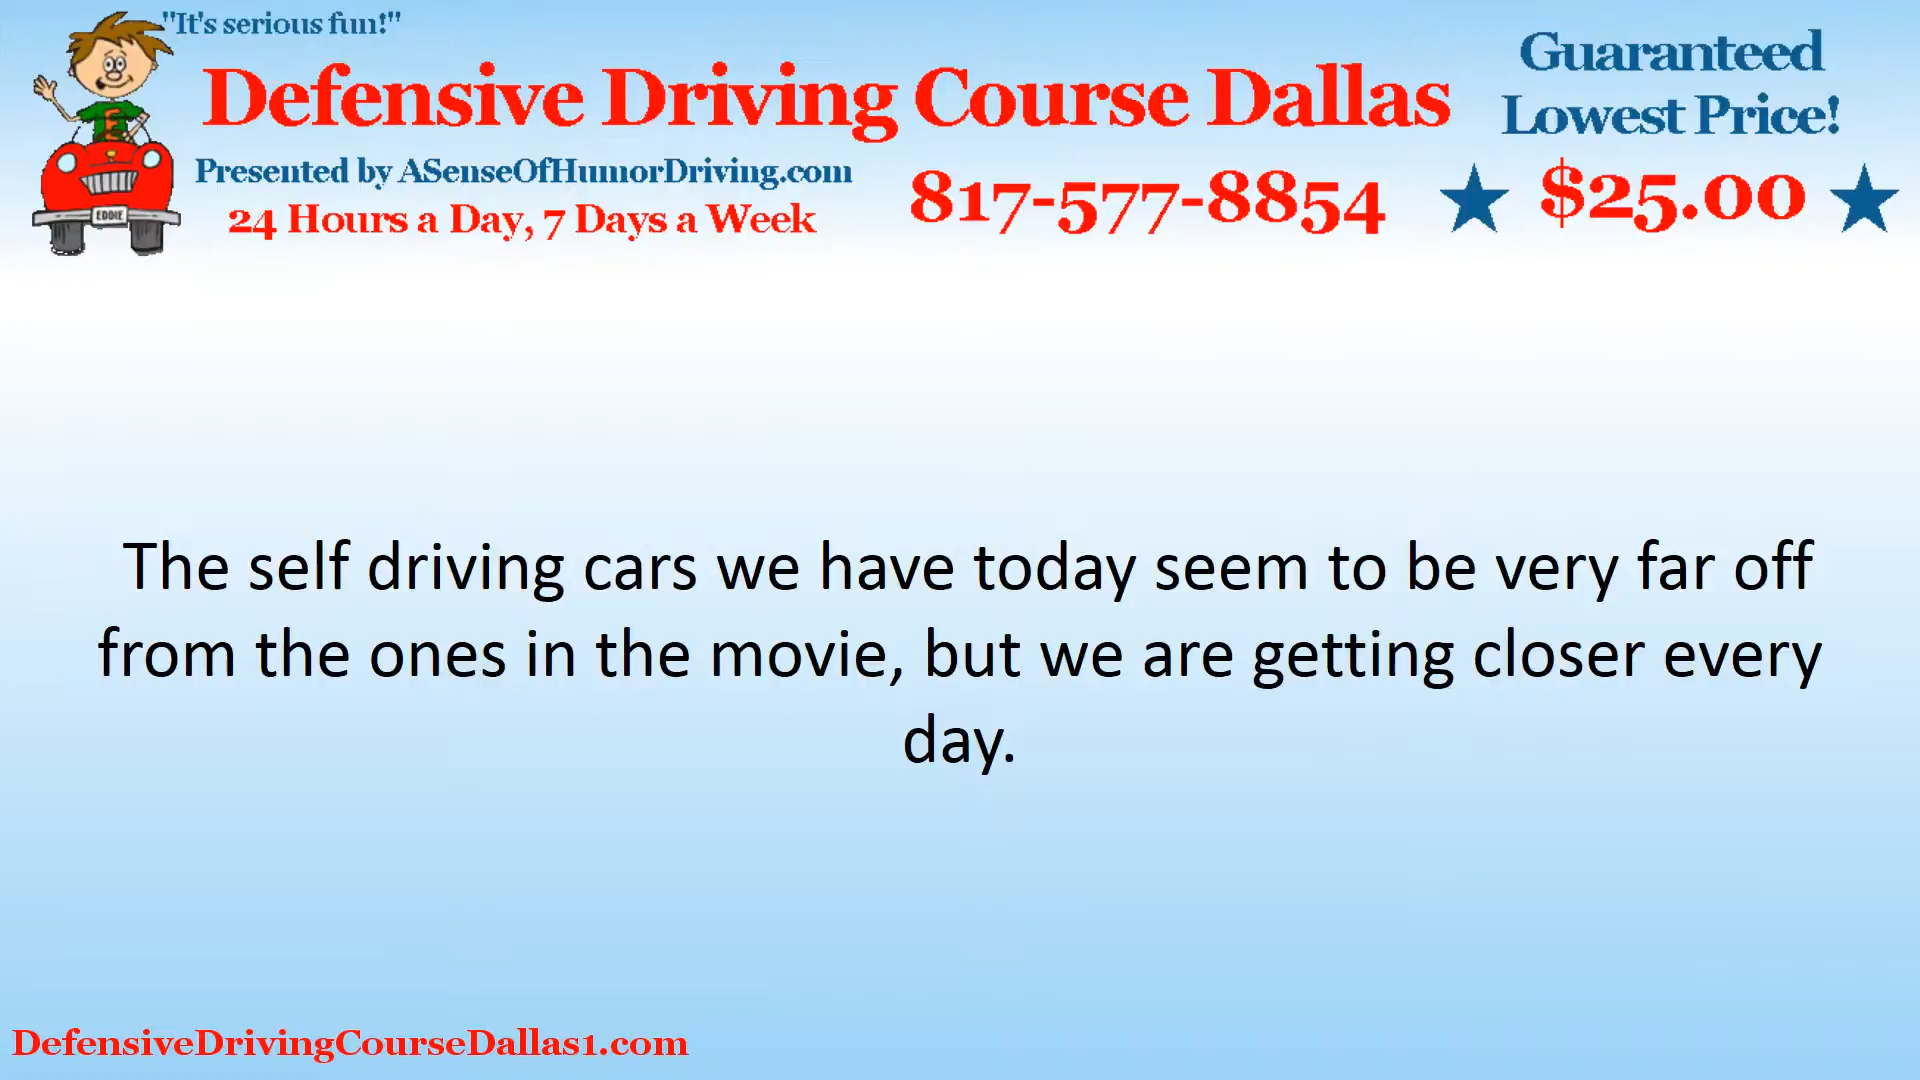 "It's serious fun!"
Defensive Driving Course Dallas
Guaranteed
Lowest Price!
Presented by ASenseOfHumorDriving.com
24 Hours a Day, 7 Days a Week
817-577-8854
$25.00
EDDIE
The self driving cars we have today seem to be very far off
from the ones in the movie, but we are getting closer every
day.
DefensiveDrivingCourseDallas1.com